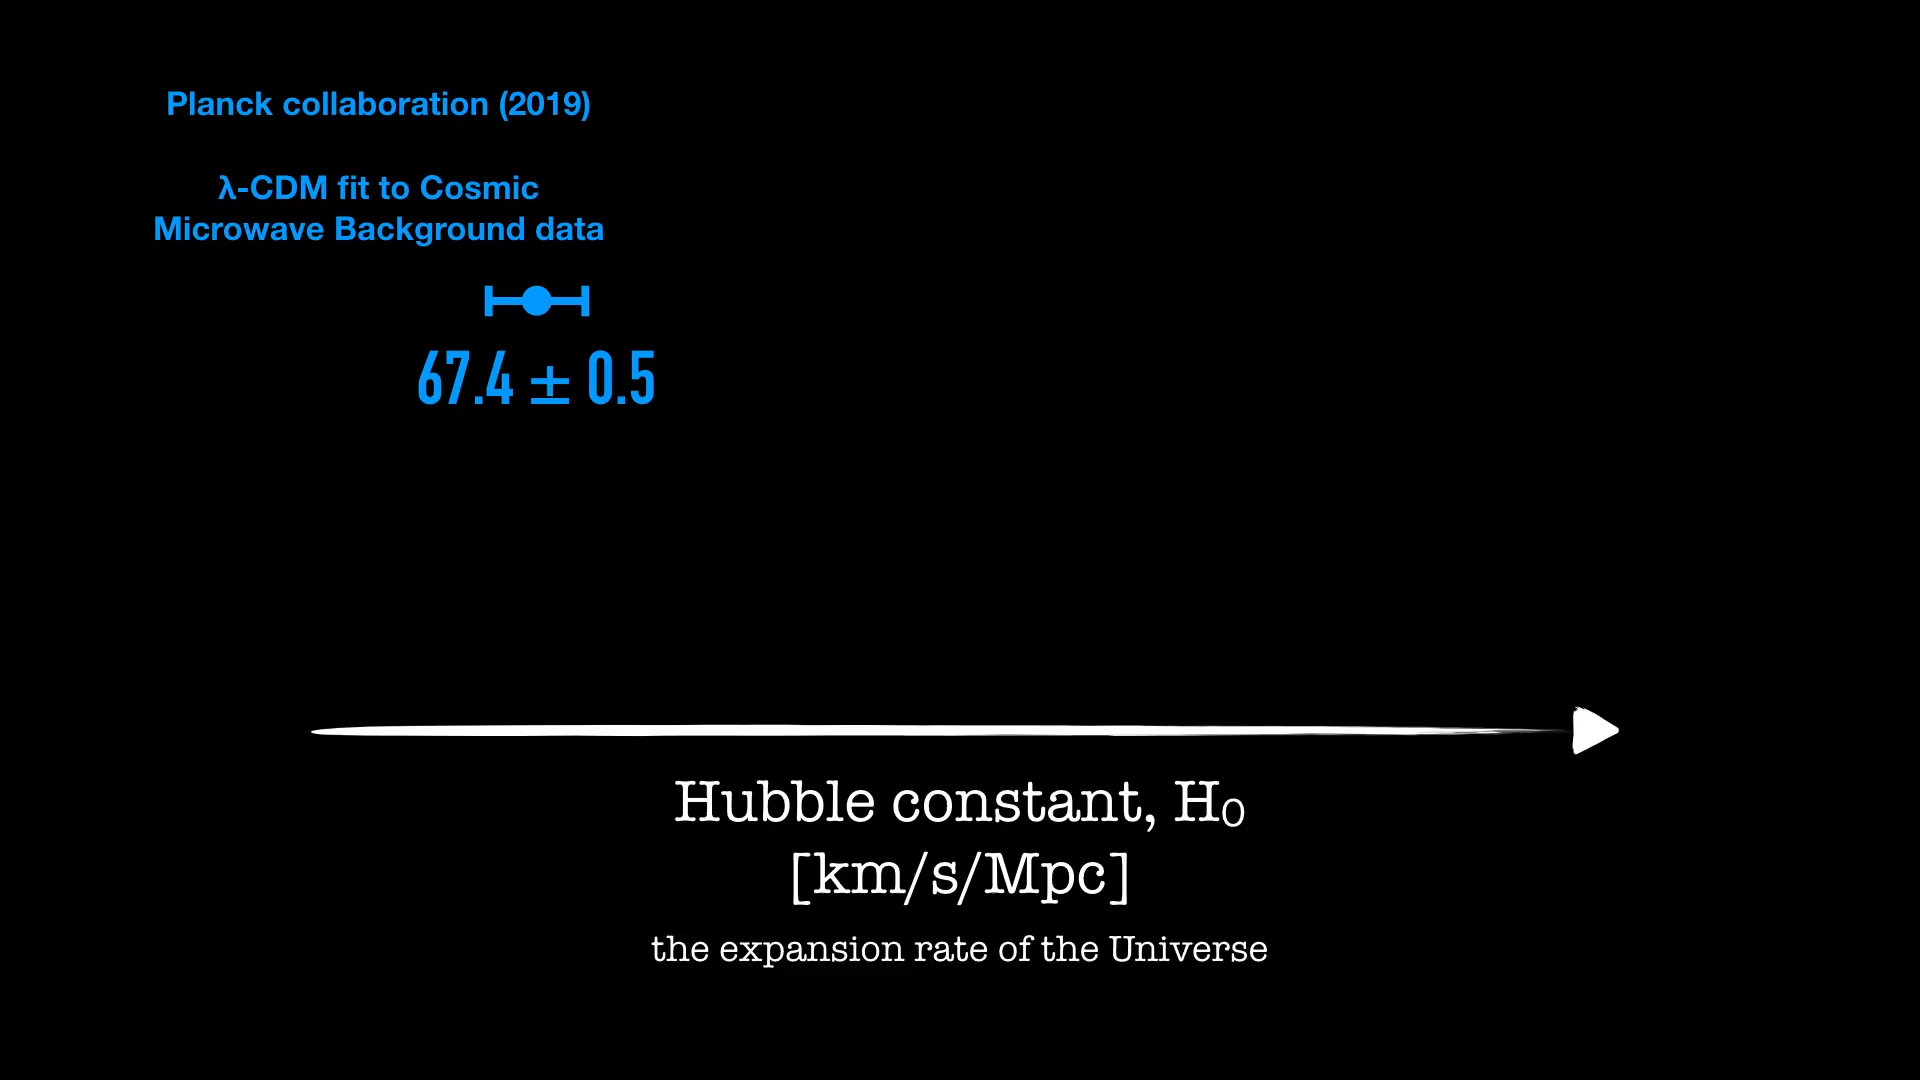 Planck collaboration (2019)
λ-CDM fit to Cosmic
Microwave Background data
67.4 ± 0.5
Hubble constant, H₀
[km/s/Mpc]
the expansion rate of the Universe